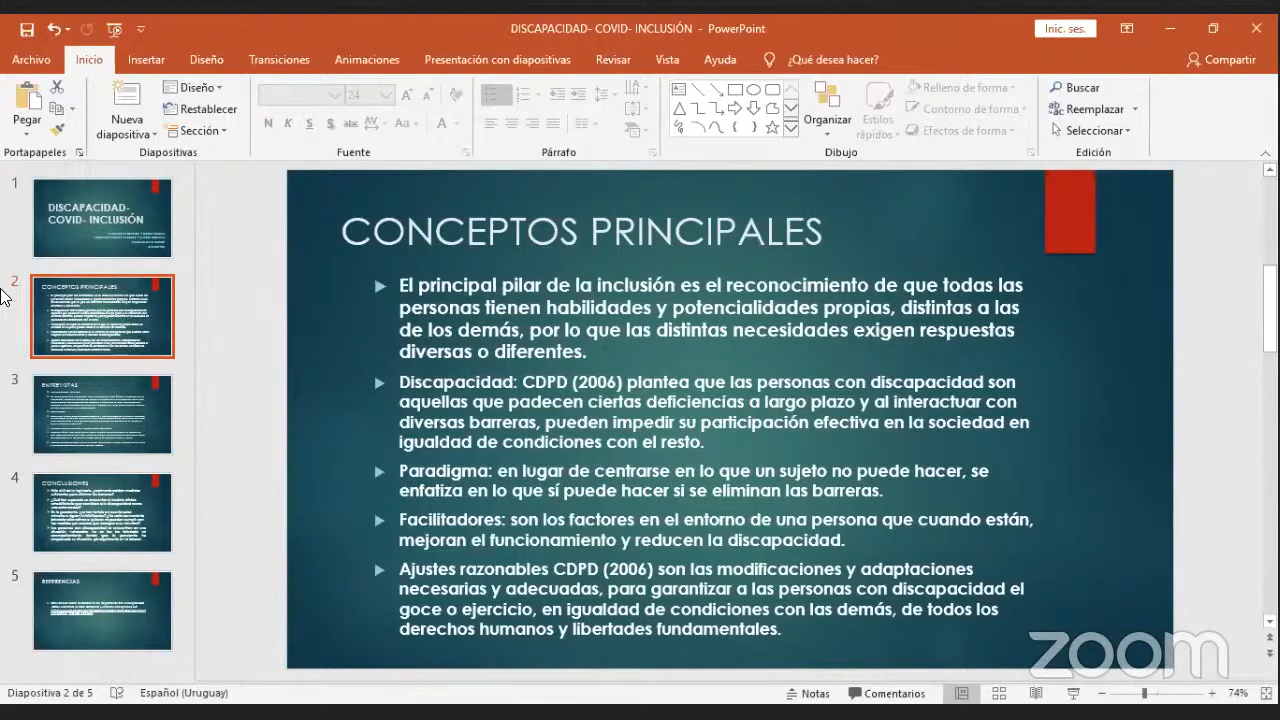 DISCAPACIDAD- COVID- INCLUSIÓN - PowerPoint
Inic. ses.
Archivo Inicio Insertar Diseño Transiciones Animaciones Presentación con diapositivas Revisar Vista Ayuda ¿Qué desea hacer? Compartir
Pegar
Nueva diapositiva
Diseño
Restablecer
Sección
24
N K S abc AV Aa A
Organizar
Estilos rápidos
Relleno de forma
Contorno de forma
Efectos de forma
Buscar
Reemplazar
Seleccionar
Portapapeles Diapositivas Fuente Párrafo Dibujo Edición
1
DISCAPACIDAD-
COVID- INCLUSIÓN
2
CONCEPTOS PRINCIPALES
3
ENTREVISTAS
4
CONCLUSIONES
5
REFERENCIAS
CONCEPTOS PRINCIPALES
El principal pilar de la inclusión es el reconocimiento de que todas las
personas tienen habilidades y potencialidades propias, distintas a las
de los demás, por lo que las distintas necesidades exigen respuestas
diversas o diferentes.
Discapacidad: CDPD (2006) plantea que las personas con discapacidad son
aquellas que padecen ciertas deficiencias a largo plazo y al interactuar con
diversas barreras, pueden impedir su participación efectiva en la sociedad en
igualdad de condiciones con el resto.
Paradigma: en lugar de centrarse en lo que un sujeto no puede hacer, se
enfatiza en lo que sí puede hacer si se eliminan las barreras.
Facilitadores: son factores en el entorno de una persona que cuando están,
mejoran el funcionamiento y reducen la discapacidad.
Ajustes razonables CDPD (2006) son las modificaciones y adaptaciones
necesarias y adecuadas, para garantizar a las personas con discapacidad el
goce o ejercicio, en igualdad de condiciones con las demás, de todos los
derechos humanos y libertades fundamentales.
zoom
Diapositiva 2 de 5 Español (Uruguay) Notas Comentarios 74%